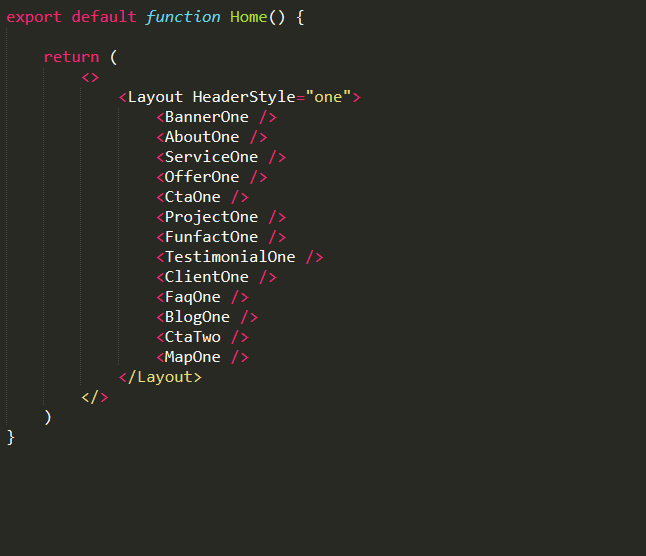 export default function Home() {
return (
<>
<Layout HeaderStyle="one">
<BannerOne />
<AboutOne />
<ServiceOne />
<OfferOne />
<CtaOne />
<ProjectOne />
<FunfactOne />
<TestimonialOne />
<ClientOne />
<FaqOne />
<BlogOne />
<CtaTwo />
<MapOne />
</Layout>
</>
)
}